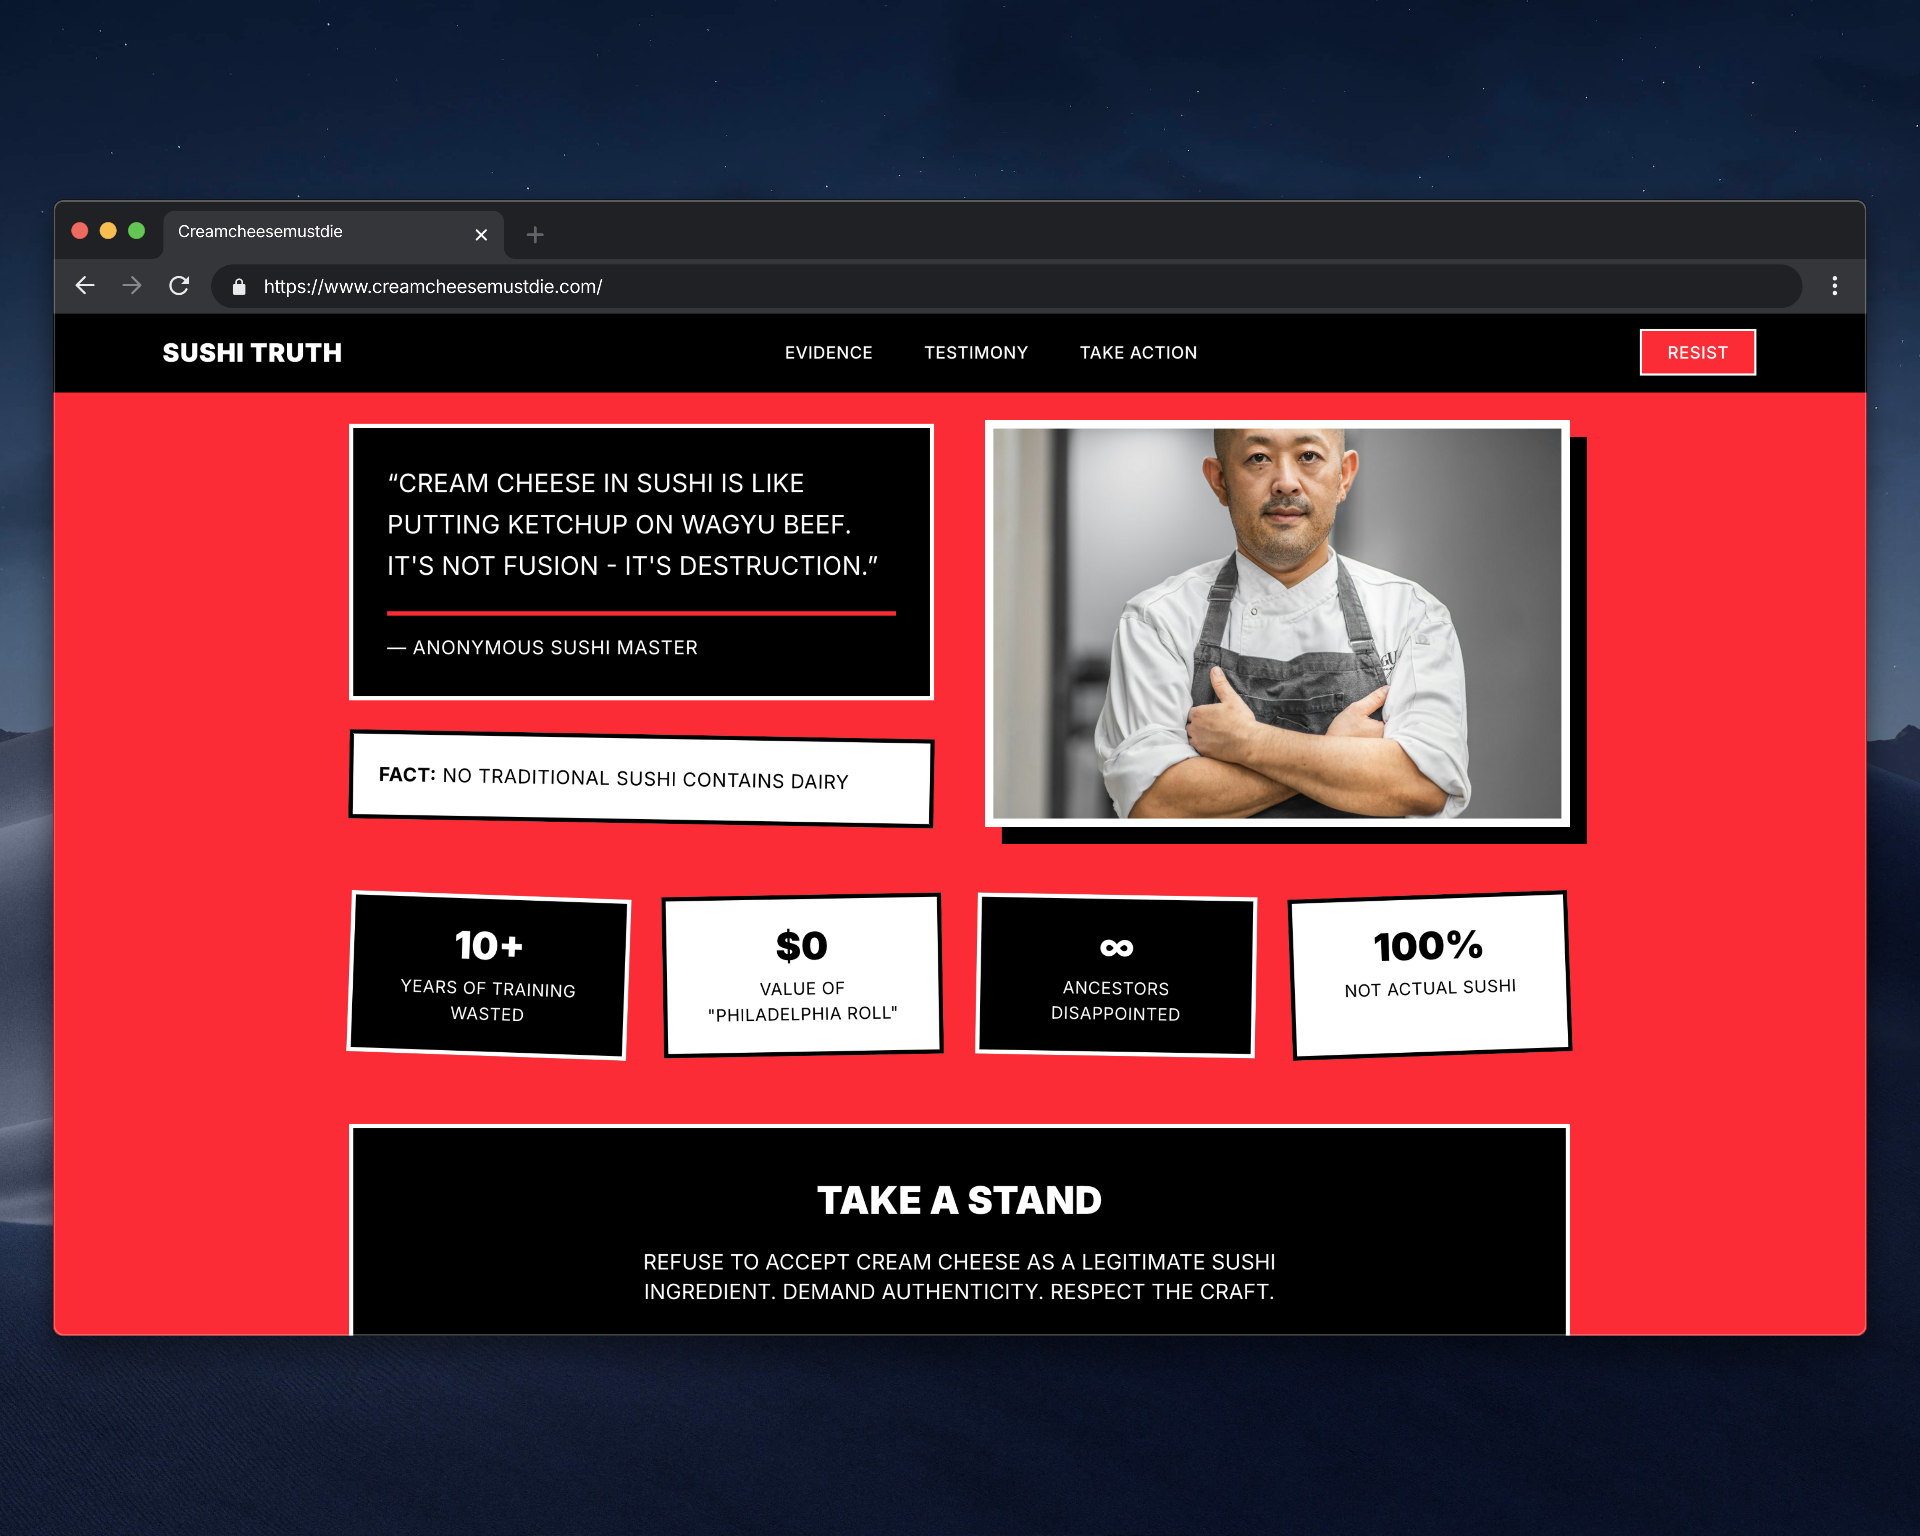 Creamcheesemustdie
https://www.creamcheesemustdie.com/
SUSHI TRUTH
EVIDENCE
TESTIMONY
TAKE ACTION
RESIST
“CREAM CHEESE IN SUSHI IS LIKE
PUTTING KETCHUP ON WAGYU BEEF.
IT'S NOT FUSION - IT'S DESTRUCTION.”
— ANONYMOUS SUSHI MASTER
FACT: NO TRADITIONAL SUSHI CONTAINS DAIRY
10+
YEARS OF TRAINING
WASTED
$0
VALUE OF
"PHILADELPHIA ROLL"
∞
ANCESTORS
DISAPPOINTED
100%
NOT ACTUAL SUSHI
TAKE A STAND
REFUSE TO ACCEPT CREAM CHEESE AS A LEGITIMATE SUSHI
INGREDIENT. DEMAND AUTHENTICITY. RESPECT THE CRAFT.